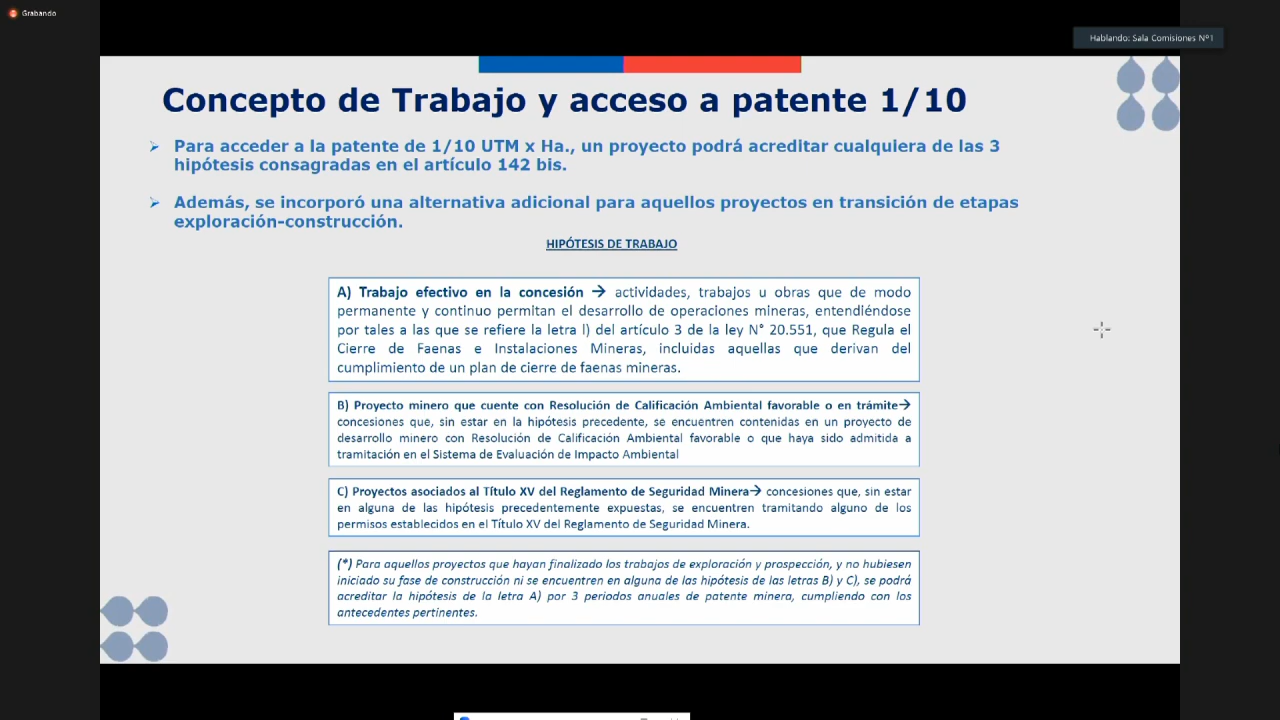 Grabando
Hablando: Sala Comisiones Nº1
Concepto de Trabajo y acceso a patente 1/10
➢ Para acceder a la patente de 1/10 UTM x Ha., un proyecto podrá acreditar cualquiera de las 3
hipótesis consagradas en el artículo 142 bis.
➢ Además, se incorporó una alternativa adicional para aquellos proyectos en transición de etapas
exploración-construcción.
HIPÓTESIS DE TRABAJO
A) Trabajo efectivo en la concesión → actividades, trabajos u obras que de modo
permanente y continuo permitan el desarrollo de operaciones mineras, entendiéndose
por tales a las que se refiere la letra l) del artículo 3 de la ley N° 20.551, que Regula el
Cierre de Faenas e Instalaciones Mineras, incluidas aquellas que derivan del
cumplimiento de un plan de cierre de faenas mineras.
B) Proyecto minero que cuente con Resolución de Calificación Ambiental favorable o en trámite→
concesiones que, sin estar en la hipótesis precedente, se encuentren contenidas en un proyecto de
desarrollo minero con Resolución de Calificación Ambiental favorable o que haya sido admitida a
tramitación en el Sistema de Evaluación de Impacto Ambiental
C) Proyectos asociados al Título XV del Reglamento de Seguridad Minera→ concesiones que, sin estar
en alguna de las hipótesis precedentemente expuestas, se encuentren tramitando alguno de los
permisos establecidos en el Título XV del Reglamento de Seguridad Minera.
(*) Para aquellos proyectos que hayan finalizado los trabajos de exploración y prospección, y no hubiesen
iniciado su fase de construcción ni se encuentren en alguna de las hipótesis de las letras B) y C), se podrá
acreditar la hipótesis de la letra A) por 3 periodos anuales de patente minera, cumpliendo con los
antecedentes pertinentes.